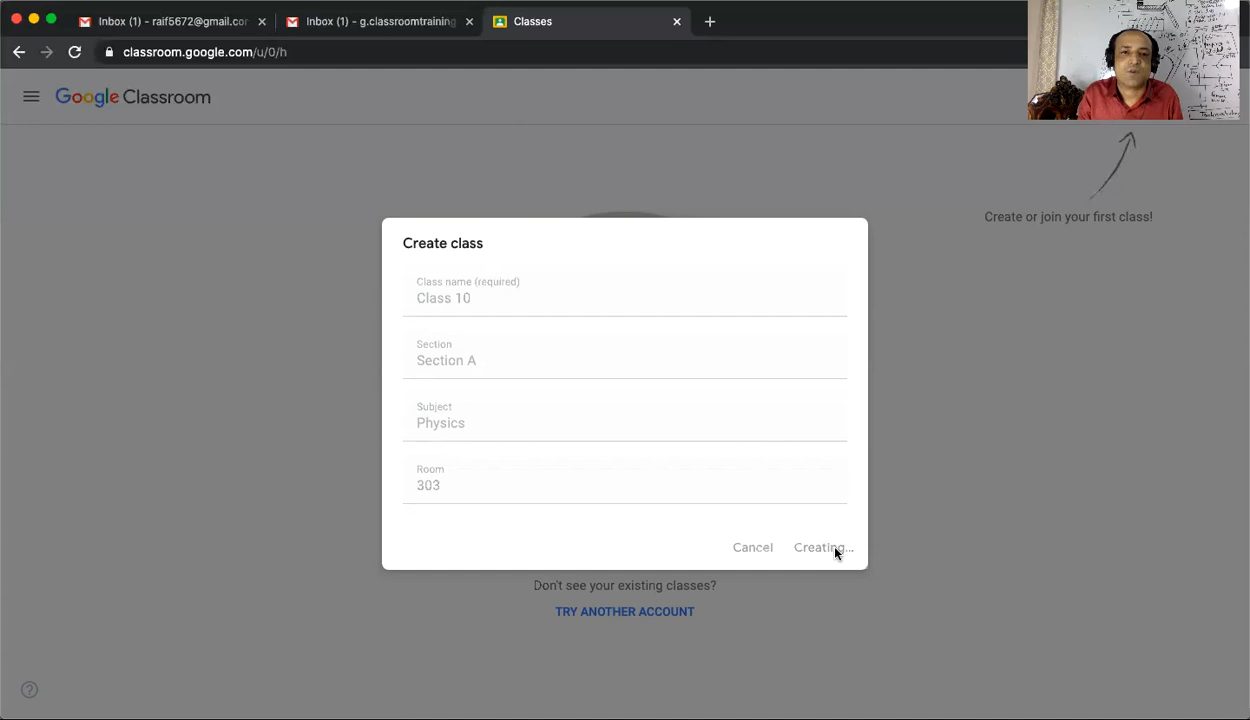 Inbox (1) - raif5672@gmail.com
Inbox (1) - g.classroomtraining
Classes
classroom.google.com/u/0/h
Google Classroom
Create or join your first class!
Create class
Class name (required)
Class 10
Section
Section A
Subject
Physics
Room
303
Cancel
Creating...
Don't see your existing classes?
TRY ANOTHER ACCOUNT